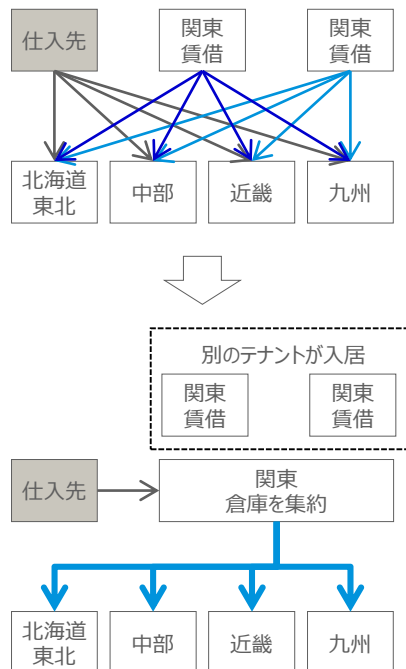 仕入先
関東
賃借
関東
賃借
北海道
東北
中部
近畿
九州
別のテナントが入居
関東
賃借
関東
賃借
仕入先
関東
倉庫を集約
北海道
東北
中部
近畿
九州